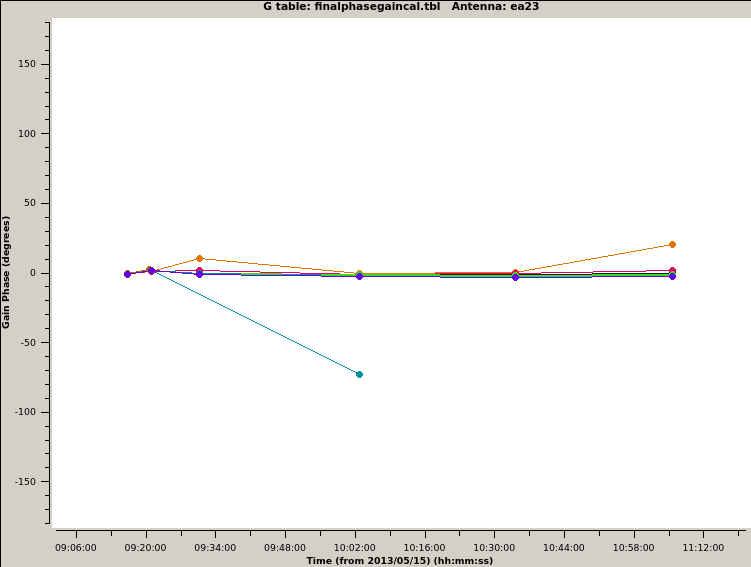 G table: finalphasegaincal.tbl Antenna: ea23
Gain Phase (degrees)
150
100
50
0
-50
-100
-150
09:06:00 09:20:00 09:34:00 09:48:00 10:02:00 10:16:00 10:30:00 10:44:00 10:58:00 11:12:00
Time (from 2013/05/15) (hh:mm:ss)